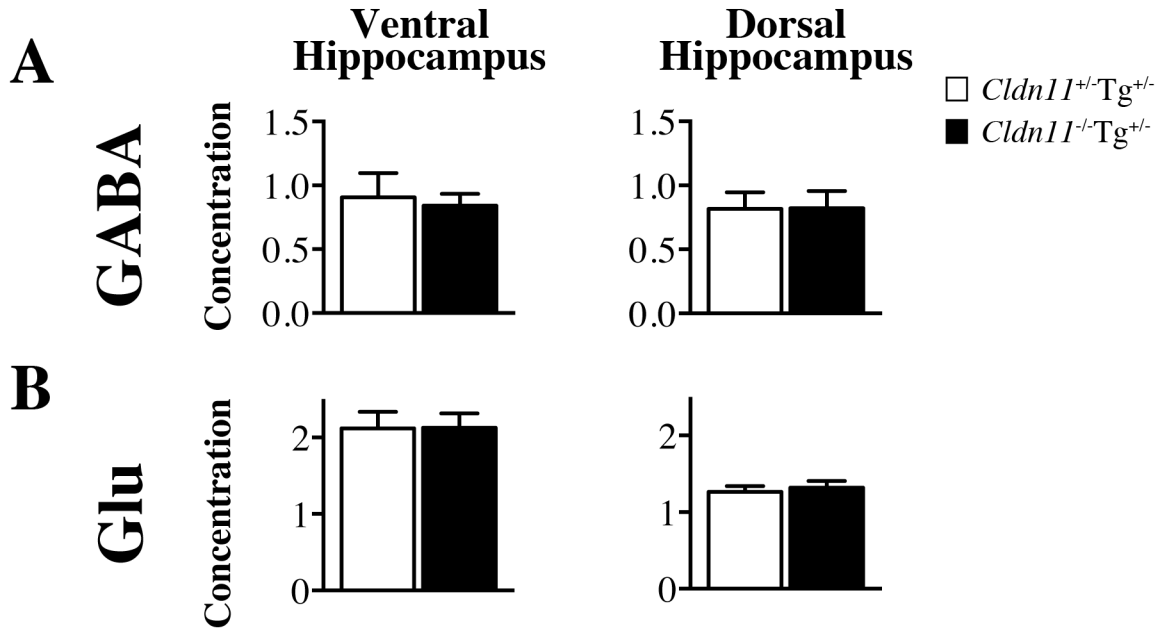 A
Ventral
Hippocampus
Dorsal
Hippocampus
Cldn11+/-Tg+/-
Cldn11-/-Tg+/-
GABA
Concentration
1.5
1.0
0.5
0.0
1.5
1.0
0.5
0.0
B
Glu
Concentration
2
1
0
2
1
0